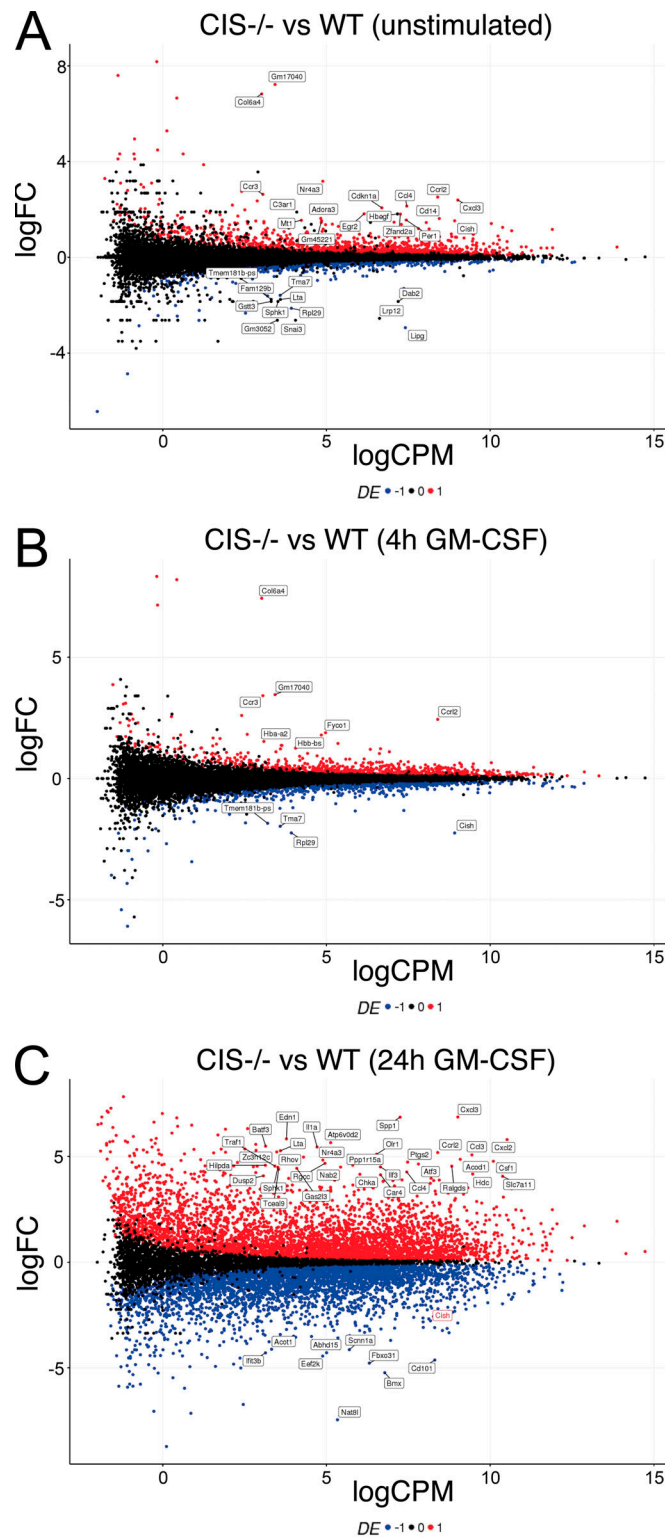 A
CIS-/- vs WT (unstimulated)
8
4
0
-4
logFC
Gm17040
Col6a4
Ccr3
Nr4a3
C3ar1
Adora3
Mt1
Gm45221
Cdkn1a
Ccl4
Ccrl2
Hbegf
Cd14
Cxcl3
Egr2
Zfand2a
Per1
Cish
Tmem181b-ps
Tma7
Fam129b
Gstt3
Lta
Sphk1
Rpl29
Gm3052
Snai3
Dab2
Lrp12
Lipg
0 5 10 15
logCPM
DE -1 0 1
B
CIS-/- vs WT (4h GM-CSF)
5
0
-5
logFC
Col6a4
Ccr3
Gm17040
Ccrl2
Hba-a2
Fyco1
Hbb-bs
Tmem181b-ps
Tma7
Rpl29
Cish
0 5 10 15
logCPM
DE -1 0 1
C
CIS-/- vs WT (24h GM-CSF)
5
0
-5
logFC
Edn1
Batf3
Il1a
Atp6v0d2
Spp1
Cxcl3
Traf1
Lta
Zc3h12c
Rhov
Nr4a3
Olr1
Ccrl2
Ccl3
Cxcl2
Hilpda
Rgcc
Nab2
Ppp1r15a
Ptgs2
Acod1
Csf1
Dusp2
Sphk1
Gas2l3
Chka
Ilf3
Atf3
Hdc
Slc7a11
Tceal9
Car4
Ccl4
Ralgds
Cish
Acot1
Abhd15
Scnn1a
Ifit3b
Eef2k
Fbxo31
Cd101
Bmx
Nat8l
0 5 10 15
logCPM
DE -1 0 1